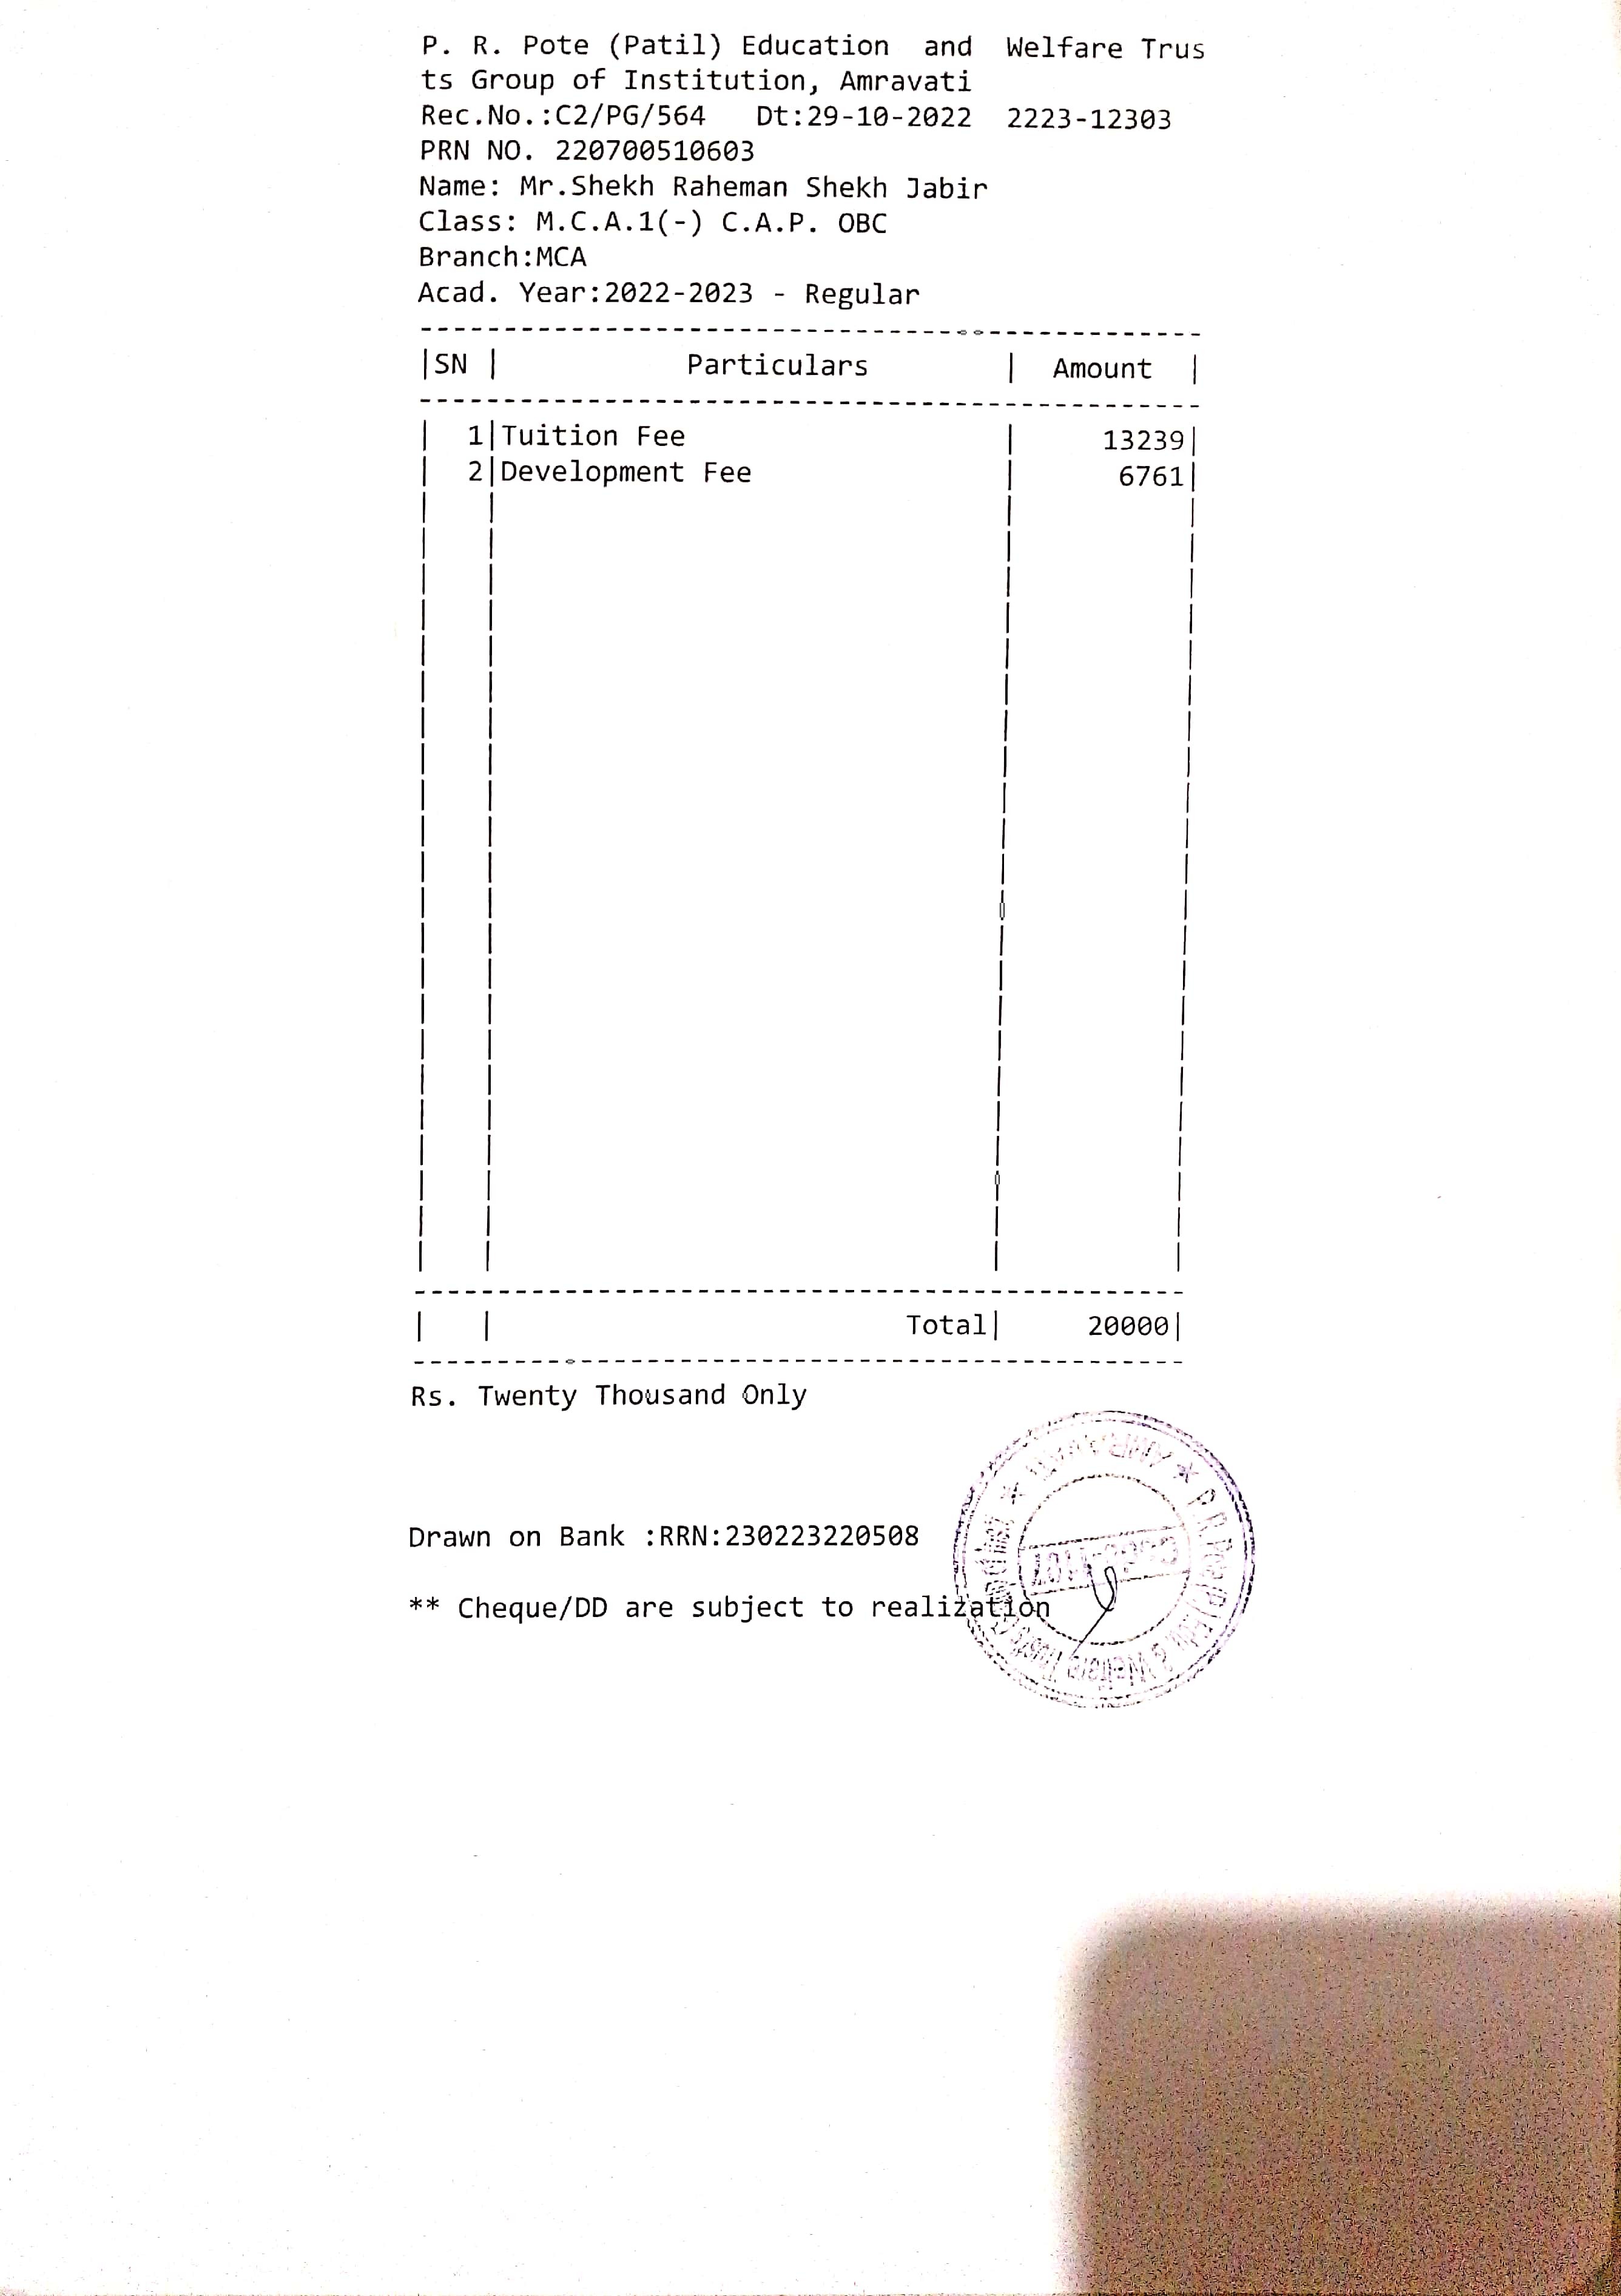 P. R. Pote (Patil) Education and Welfare Trus
ts Group of Institution, Amravati
Rec.No.:C2/PG/564 Dt:29-10-2022 2223-12303
PRN NO. 220700510603
Name: Mr.Shekh Raheman Shekh Jabir
Class: M.C.A.1(-) C.A.P. OBC
Branch:MCA
Acad. Year:2022-2023 - Regular
|SN | Particulars | Amount |
| 1|Tuition Fee | 13239|
| 2|Development Fee | 6761|
| | Total| 20000|
Rs. Twenty Thousand Only
Drawn on Bank :RRN:230223220508
** Cheque/DD are subject to realization